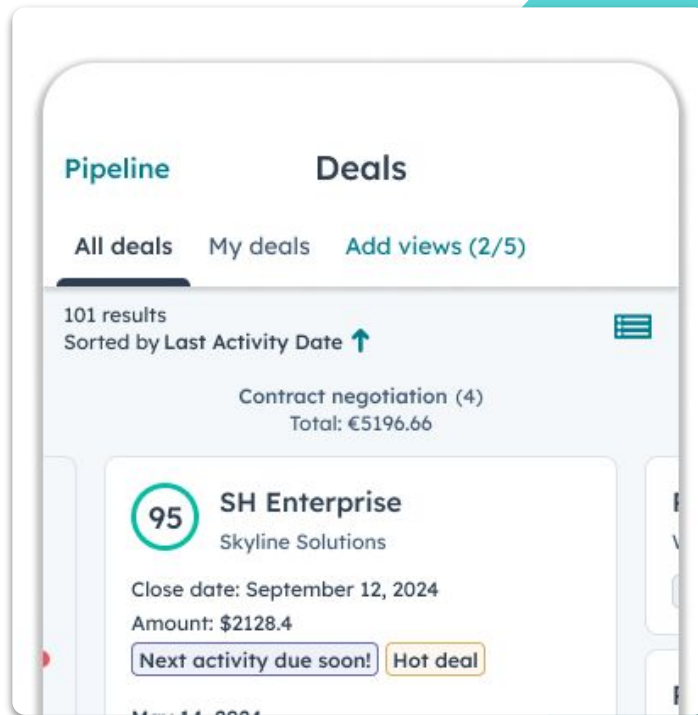 Pipeline
Deals
All deals
My deals
Add views (2/5)
101 results
Sorted by Last Activity Date
Contract negotiation (4)
Total: €5196.66
95
SH Enterprise
Skyline Solutions
Close date: September 12, 2024
Amount: $2128.4
Next activity due soon!
Hot deal